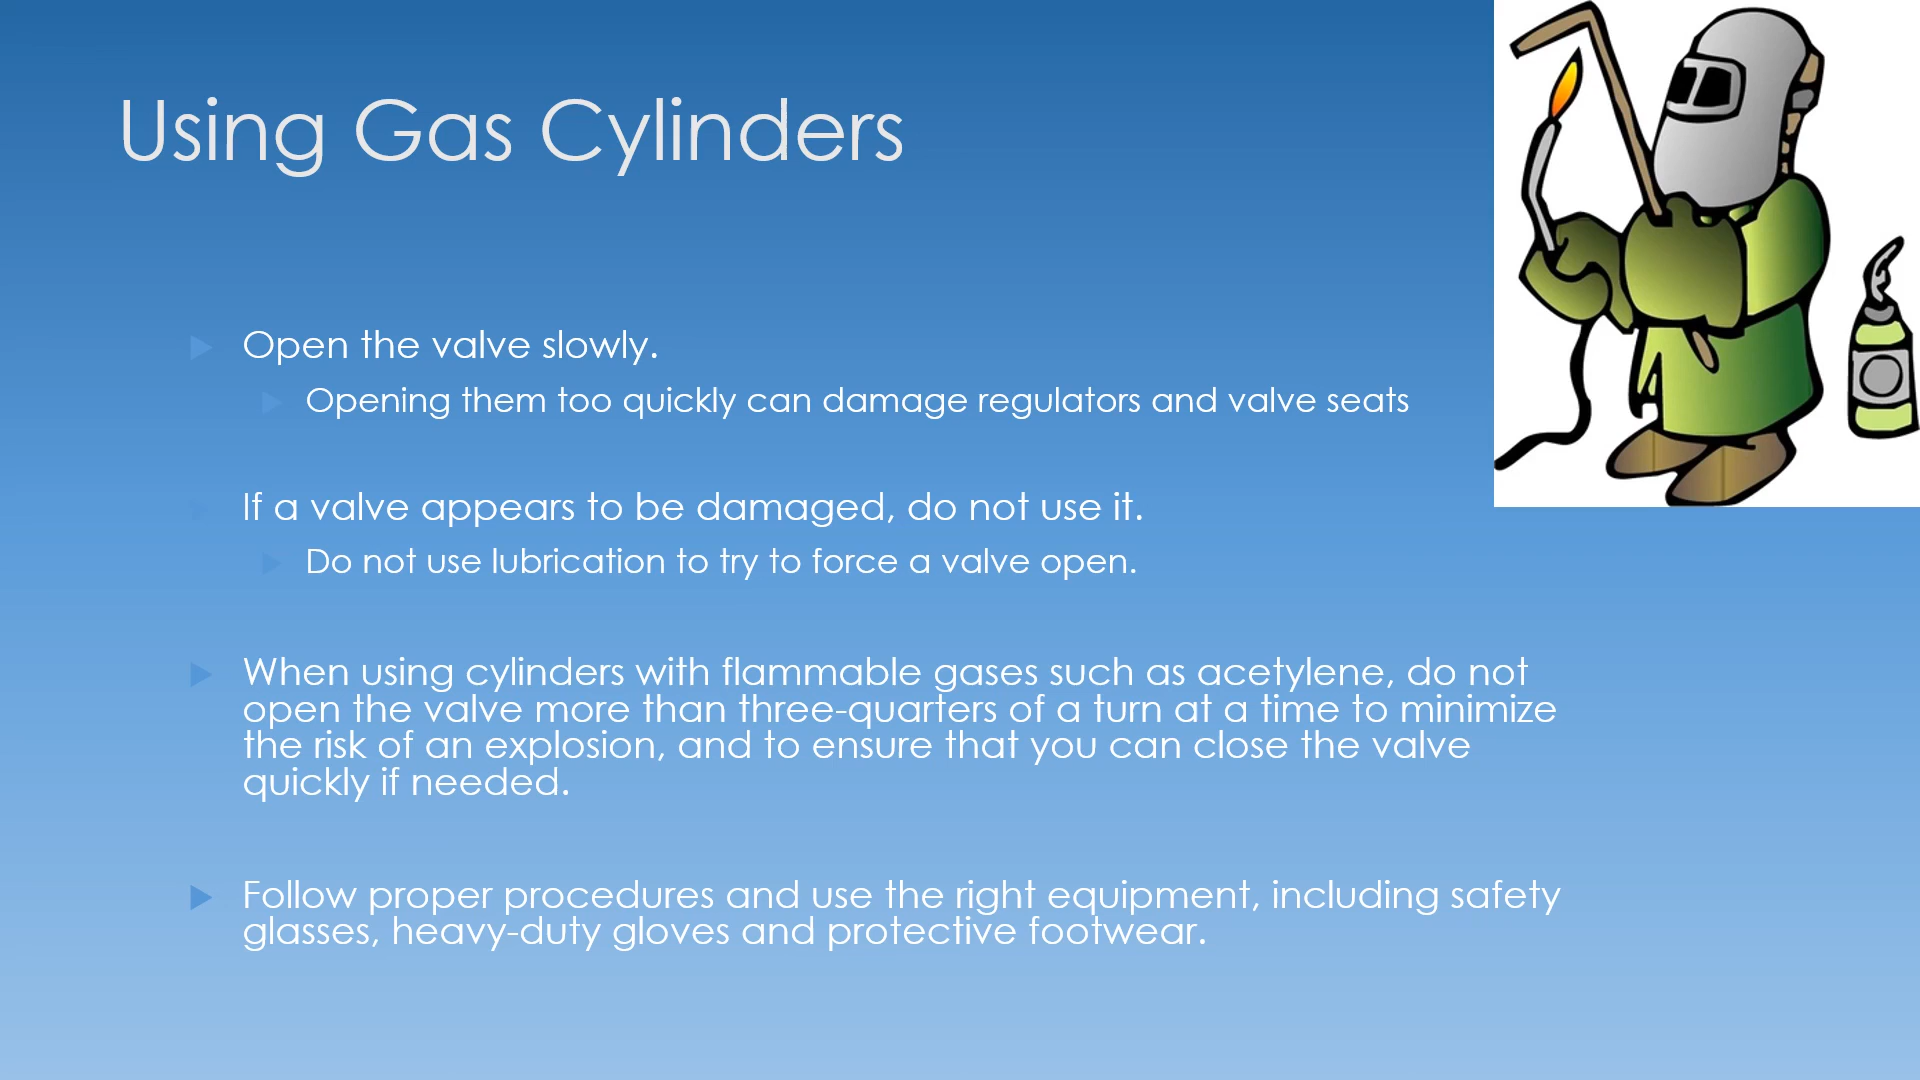 Using Gas Cylinders
Open the valve slowly.
Opening them too quickly can damage regulators and valve seats
If a valve appears to be damaged, do not use it.
Do not use lubrication to try to force a valve open.
When using cylinders with flammable gases such as acetylene, do not
open the valve more than three-quarters of a turn at a time to minimize
the risk of an explosion, and to ensure that you can close the valve
quickly if needed.
Follow proper procedures and use the right equipment, including safety
glasses, heavy-duty gloves and protective footwear.